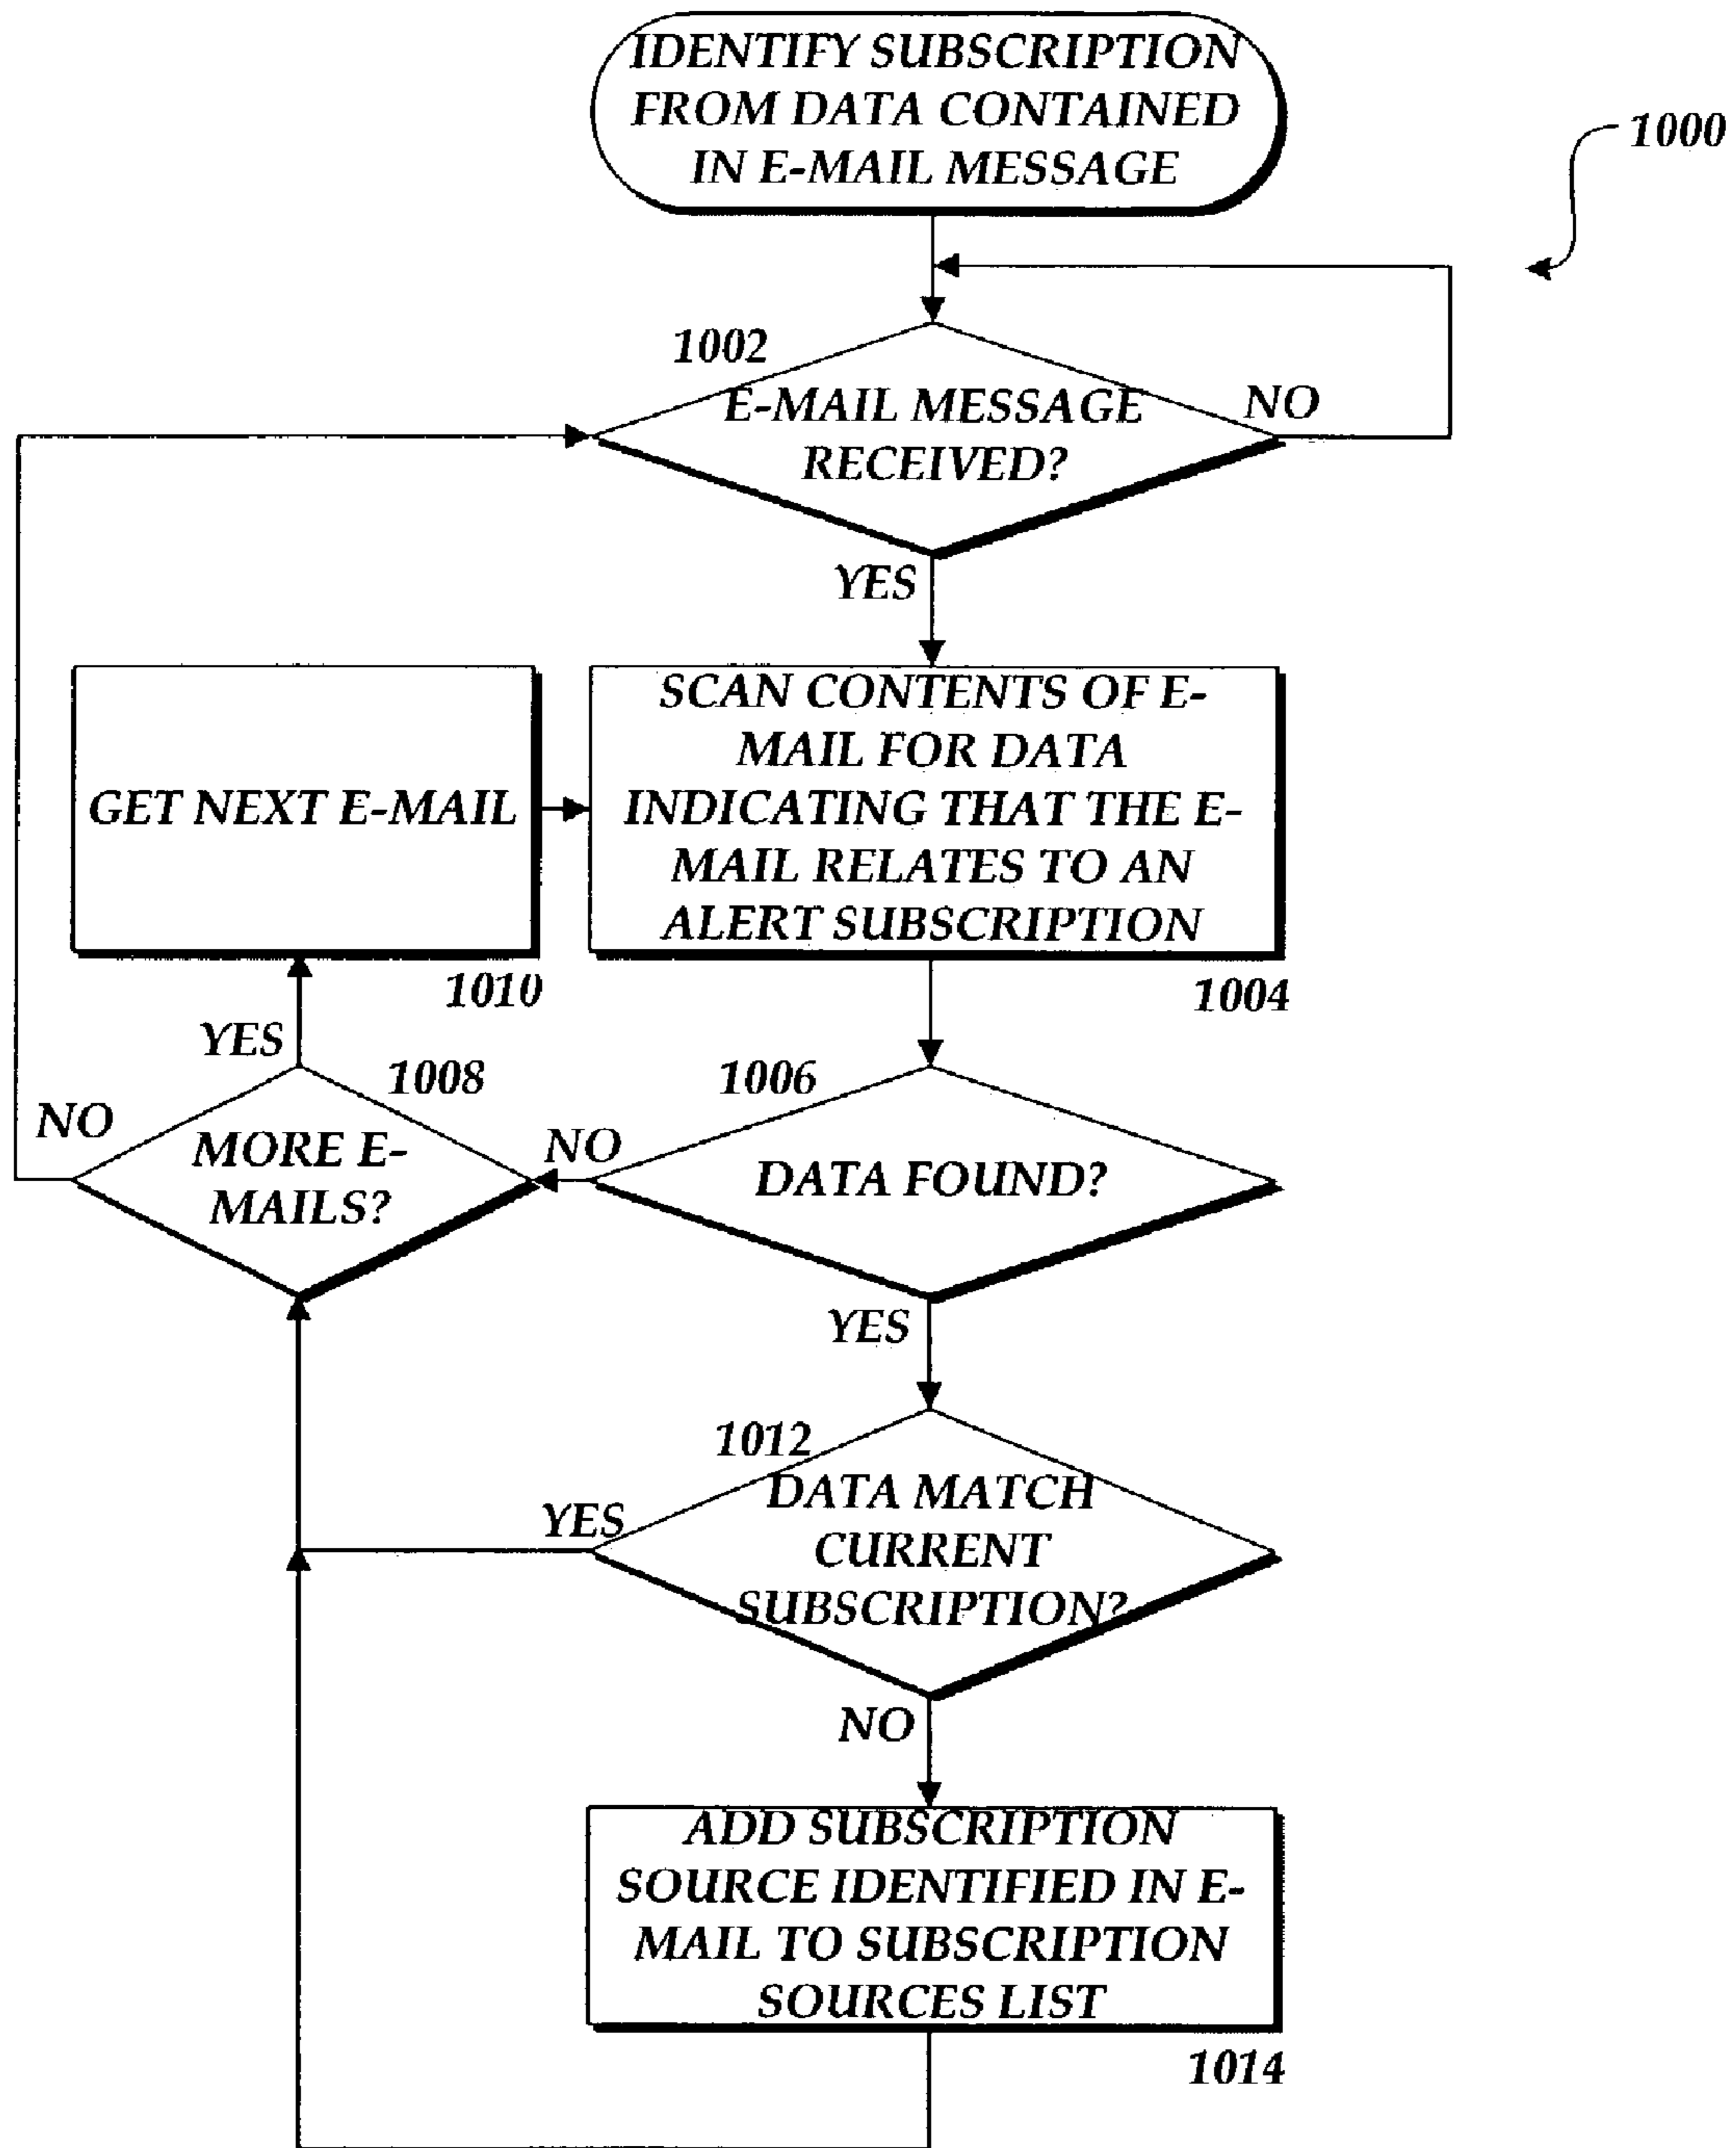 IDENTIFY SUBSCRIPTION
FROM DATA CONTAINED
IN E-MAIL MESSAGE
1000
1002
E-MAIL MESSAGE
RECEIVED?
NO
YES
GET NEXT E-MAIL
1010
SCAN CONTENTS OF E-
MAIL FOR DATA
INDICATING THAT THE E-
MAIL RELATES TO AN
ALERT SUBSCRIPTION
1004
YES
1008
NO
MORE E-
MAILS?
NO
1006
DATA FOUND?
YES
1012
YES
DATA MATCH
CURRENT
SUBSCRIPTION?
NO
ADD SUBSCRIPTION
SOURCE IDENTIFIED IN E-
MAIL TO SUBSCRIPTION
SOURCES LIST
1014